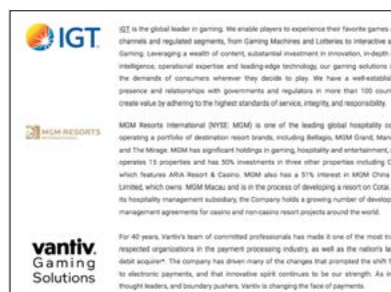 IGT
IGT is the global leader in gaming. We enable players to experience their favorite games
channels and regulated segments, from Gaming Machines and Lotteries to Interactive
Gaming. Leveraging a wealth of content, substantial investment in innovation, in-depth
intelligence, operational expertise and leading-edge technology, our gaming solutions
the demands of consumers wherever they decide to play. We have a well-establis
presence and relationships with governments and regulators in more than 100 coun
create value by adhering to the highest standards of service, integrity, and responsibility.
MGM RESORTS
MGM Resorts International (NYSE: MGM) is one of the leading global hospitality co
operating a portfolio of destination resort brands, including Bellagio, MGM Grand, Man
and The Mirage. MGM has significant holdings in gaming, hospitality and entertainment,
operates 15 properties and has 50% investments in three other properties including C
which features ARIA Resort & Casino. MGM also has a 51% interest in MGM China
Limited, which owns MGM Macau and is in the process of developing a resort on Cotai.
its hospitality management subsidiary, the Company holds a growing number of develop
management agreements for casino and non-casino resort projects around the world.
vantiv.
Gaming
Solutions
For 40 years, Vantiv's team of committed professionals has made it one of the most tru
respected organizations in the payment processing industry, as well as the nation's la
debit acquirer*. The company has driven many of the changes that prompted the shift f
to electronic payments, and that innovative spirit continues to be our strength. As in
thought leaders, and boundary pushers, Vantiv is changing the face of payments.